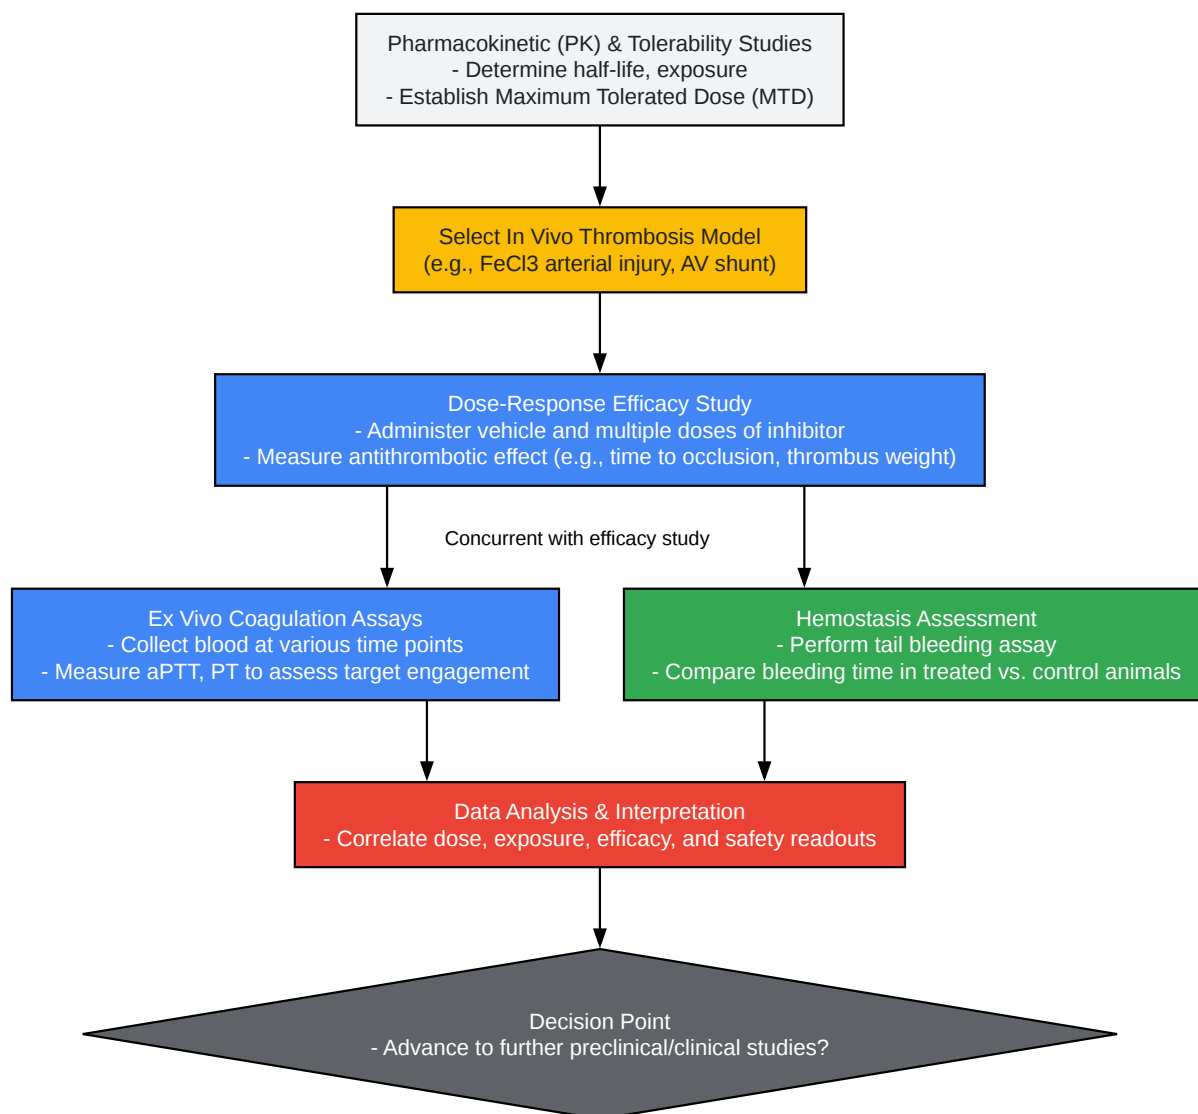 Pharmacokinetic (PK) & Tolerability Studies
- Determine half-life, exposure
- Establish Maximum Tolerated Dose (MTD)
Select In Vivo Thrombosis Model
(e.g., FeCl3 arterial injury, AV shunt)
Dose-Response Efficacy Study
- Administer vehicle and multiple doses of inhibitor
- Measure antithrombotic effect (e.g., time to occlusion, thrombus weight)
Concurrent with efficacy study
Ex Vivo Coagulation Assays
- Collect blood at various time points
- Measure aPTT, PT to assess target engagement
Hemostasis Assessment
- Perform tail bleeding assay
- Compare bleeding time in treated vs. control animals
Data Analysis & Interpretation
- Correlate dose, exposure, efficacy, and safety readouts
Decision Point
- Advance to further preclinical/clinical studies?